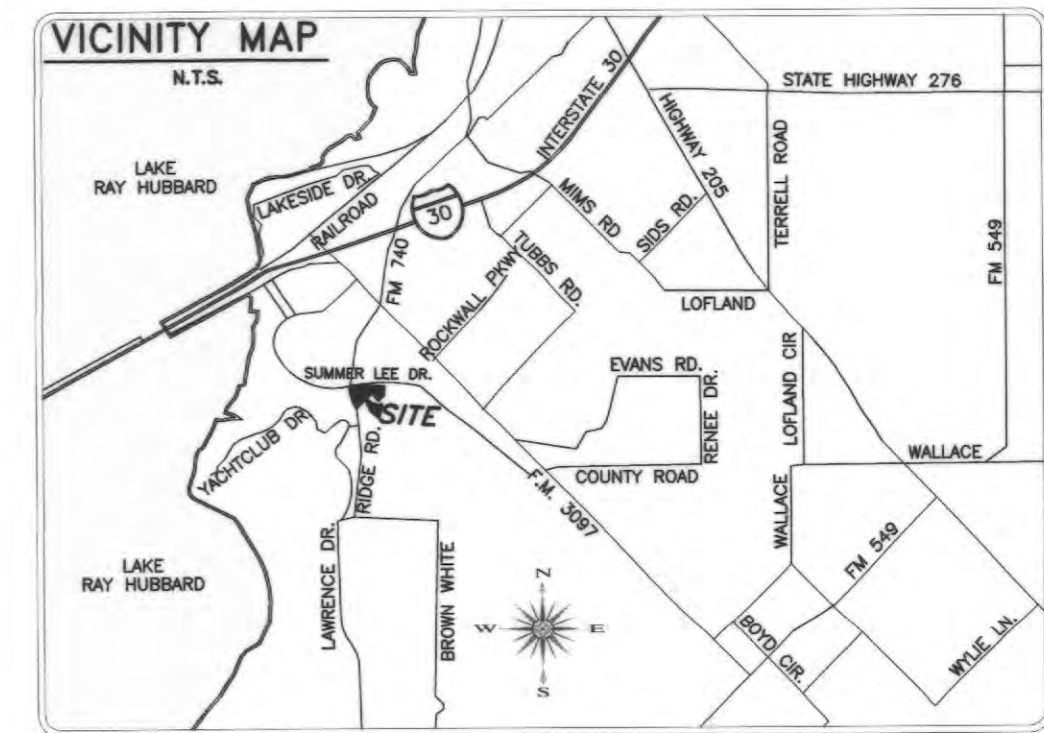 VICINITY MAP
N.T.S.
STATE HIGHWAY 276
INTERSTATE 30
HIGHWAY 205
TERRELL ROAD
LAKE
RAY HUBBARD
LAKESIDE DR.
RAILROAD
30
MIMS RD
SIDS RD.
FM 549
FM 740
TUBBS RD.
ROCKWALL PKWY
LOFLAND
SUMMER LEE DR.
EVANS RD.
RENEE DR.
LOFLAND CIR
SITE
YACHTCLUB DR.
RIDGE RD.
WALLACE
COUNTY ROAD
F.M. 3097
WALLACE
FM 549
LAKE
RAY HUBBARD
LAWRENCE DR.
BROWN WHITE
N
W
E
S
BOYD CIR.
WYLIE LN.